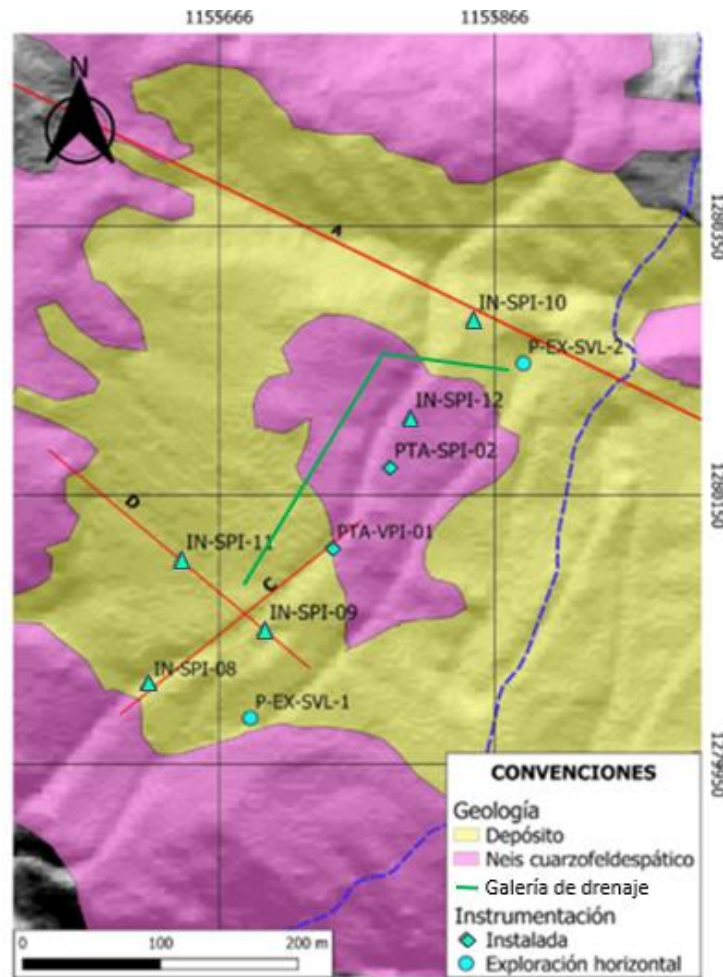 1155666 1155866
N
1280350
A
IN-SPI-10
P-EX-SVL-2
IN-SPI-12
PTA-SPI-02
1280150
D
PTA-VPI-01
IN-SPI-11
C
IN-SPI-09
IN-SPI-08
P-EX-SVL-1
1279950
CONVENCIONES
Geología
Depósito
Neis cuarzofeldespático
Galería de drenaje
Instrumentación
Instalada
Exploración horizontal
0 100 200 m